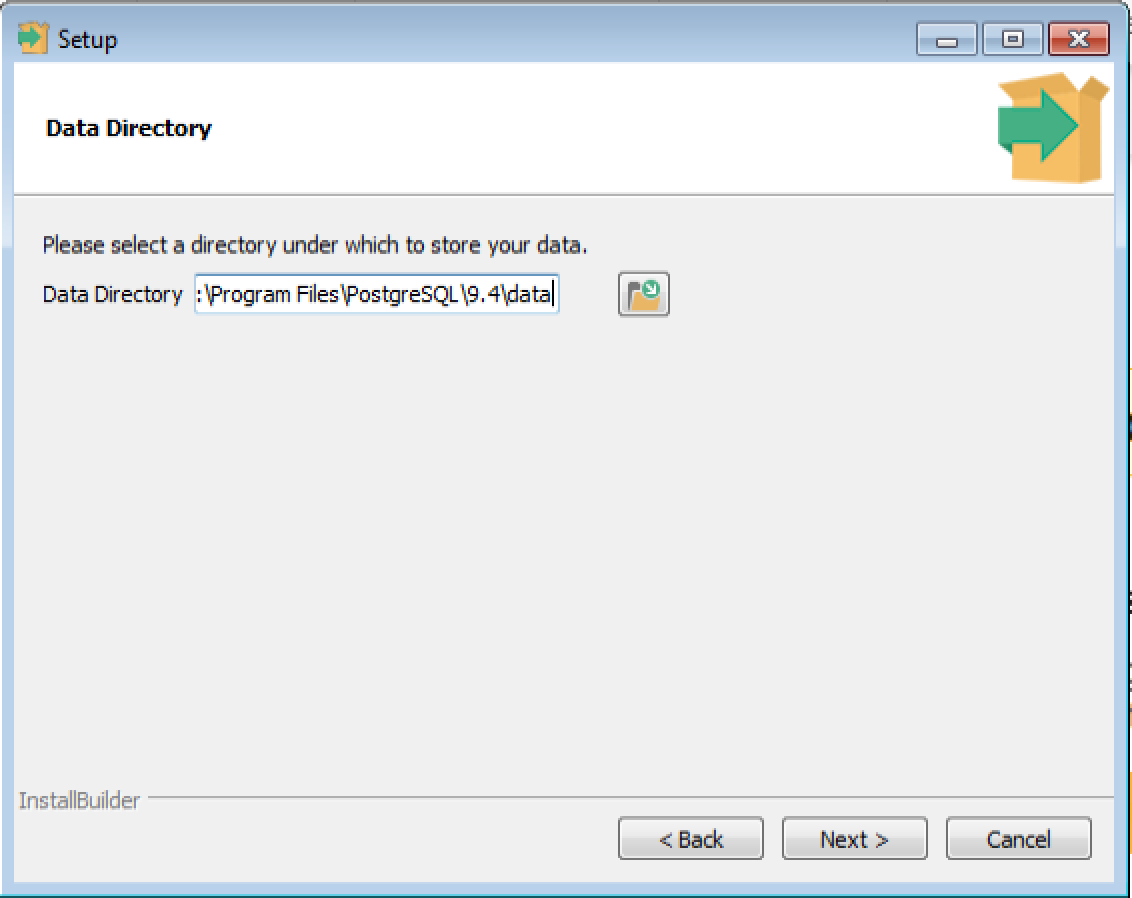 Setup
Data Directory
Please select a directory under which to store your data.
Data Directory :\Program Files\PostgreSQL\9.4\data
InstallBuilder
< Back Next > Cancel